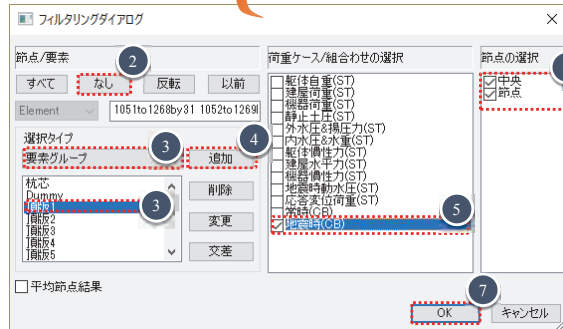 フィルタリングダイアログ
×
節点/要素
2
すべて なし 反転 以前
Element 1051to1268by31 1052to1269
選択タイプ
要素グループ
3
4
追加
杭芯
Dummy
頂版1
頂版2
頂版3
頂版4
頂版5
3
削除
変更
交差
平均節点結果
荷重ケース/組合わせの選択
躯体自重(ST)
建屋荷重(ST)
機器荷重(ST)
静止土圧(ST)
外水圧&揚圧力(ST)
内水圧&水重(ST)
躯体慣性力(ST)
建屋水平力(ST)
機器慣性力(ST)
地震時動水圧(ST)
応答変位荷重(ST)
常時(CB)
地震時(CB)
5
節点の選択
中央
節点
7
OK キャンセル